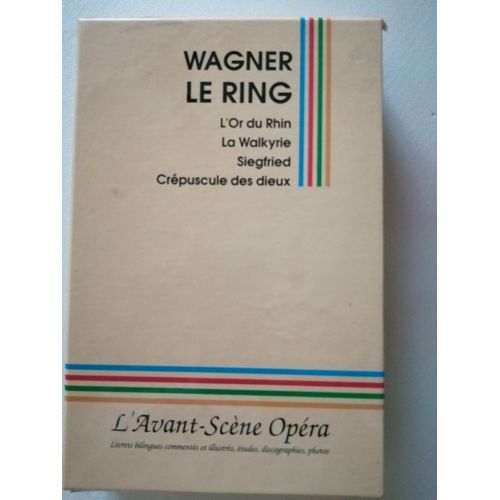 WAGNER
LE RING
L'Or du Rhin
La Walkyrie
Siegfried
Crépuscule des dieux
L'Avant-Scène Opéra
Livrets bilingues commentés et illustrés, études, discographies, photos